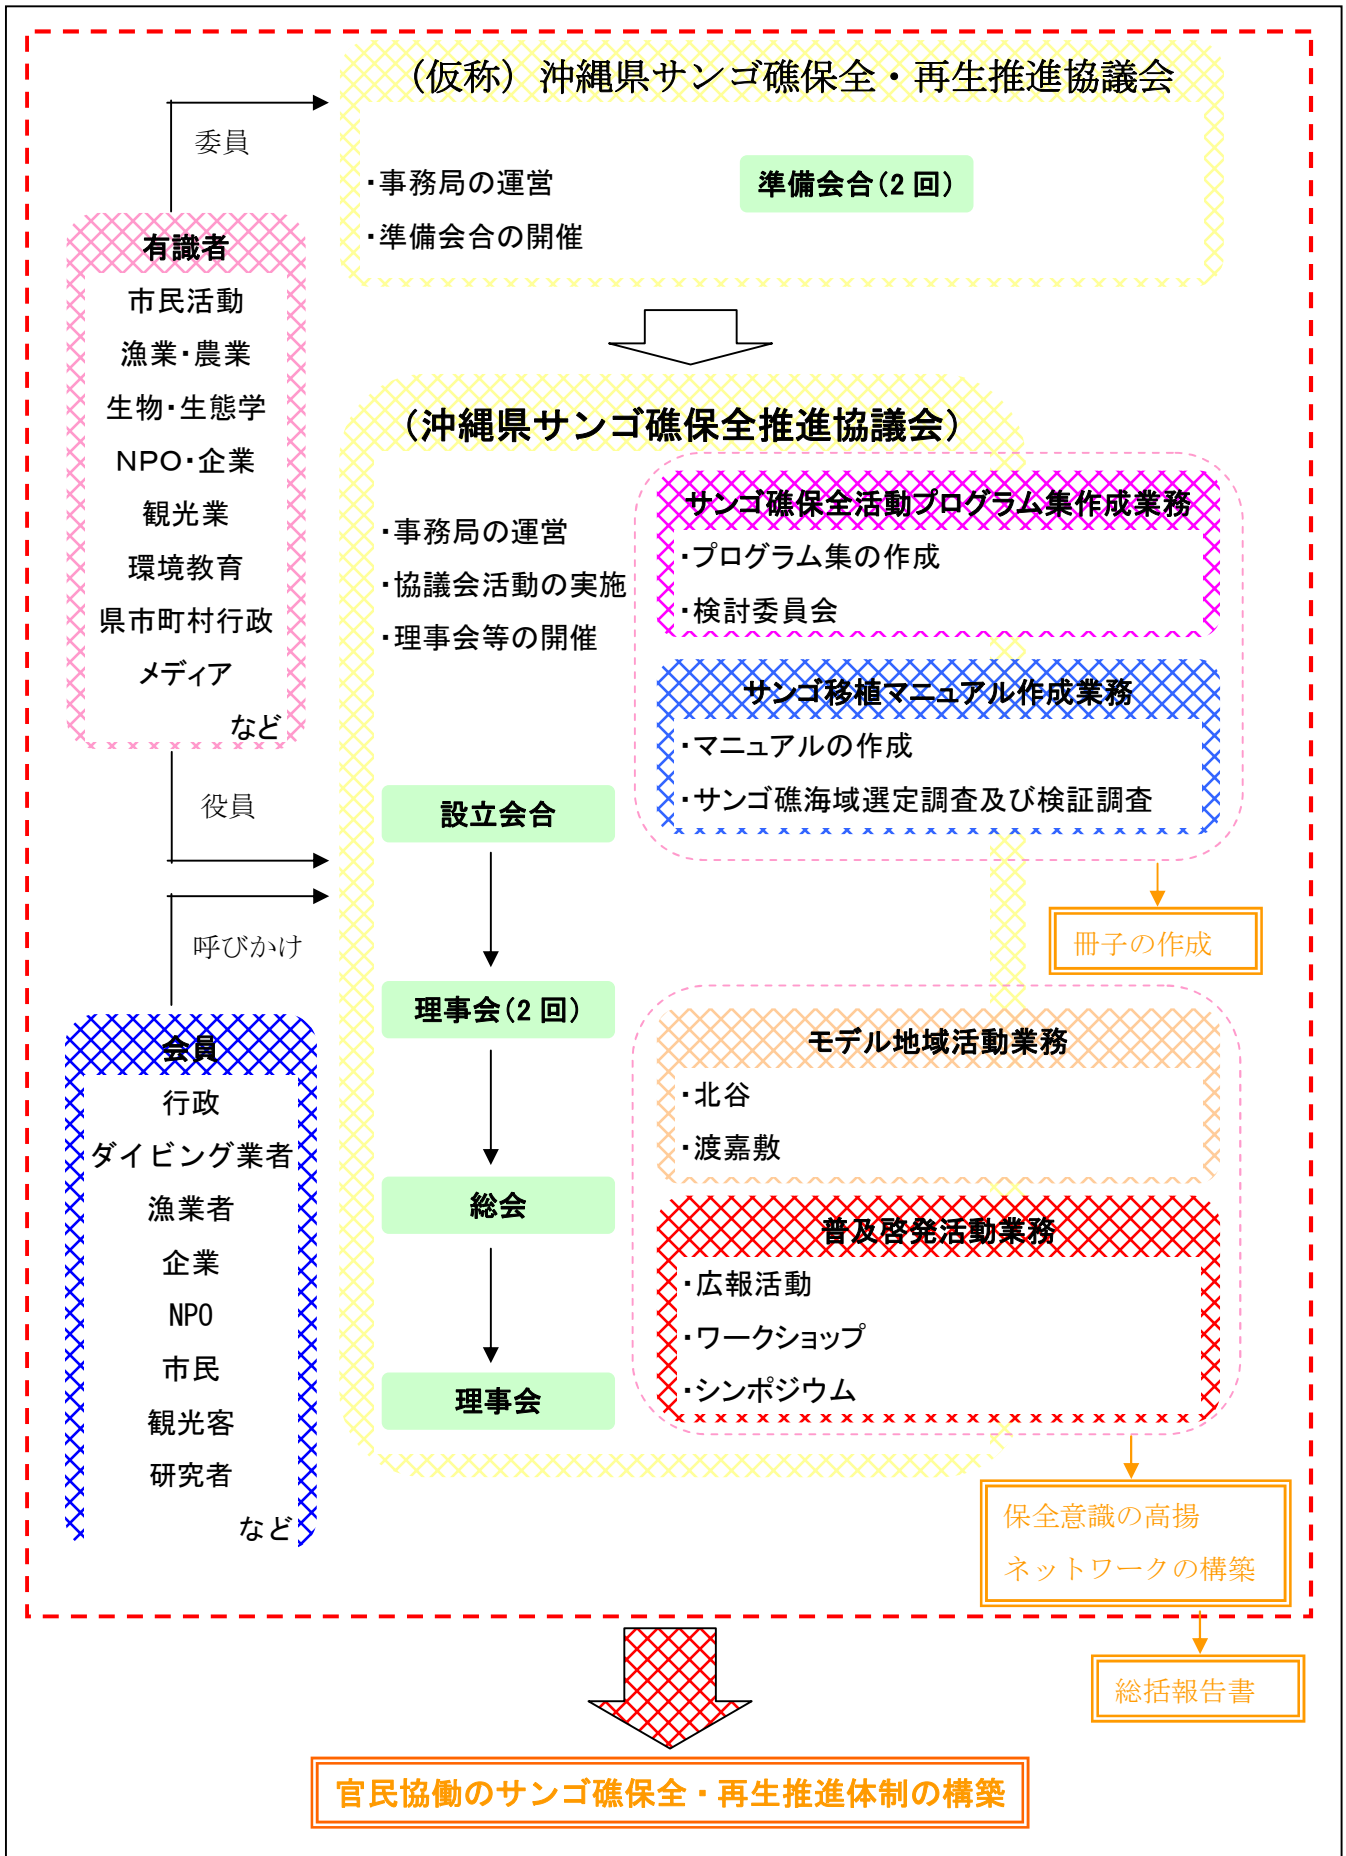 （仮称）沖縄県サンゴ礁保全・再生推進協議会
委員
・事務局の運営
準備会合（2 回）
・準備会合の開催
有識者
市民活動
漁業・農業
生物・生態学
NPO・企業
観光業
環境教育
県市町村行政
メディア
など
（沖縄県サンゴ礁保全推進協議会）
・事務局の運営
・協議会活動の実施
・理事会等の開催
サンゴ礁保全活動プログラム集作成業務
・プログラム集の作成
・検討委員会
サンゴ移植マニュアル作成業務
・マニュアルの作成
・サンゴ礁海域選定調査及び検証調査
役員
設立会合
呼びかけ
冊子の作成
理事会（2 回）
会員
行政
ダイビング業者
漁業者
企業
NPO
市民
観光客
研究者
など
モデル地域活動業務
・北谷
・渡嘉敷
総会
普及啓発活動業務
・広報活動
・ワークショップ
・シンポジウム
理事会
保全意識の高揚
ネットワークの構築
総括報告書
官民協働のサンゴ礁保全・再生推進体制の構築